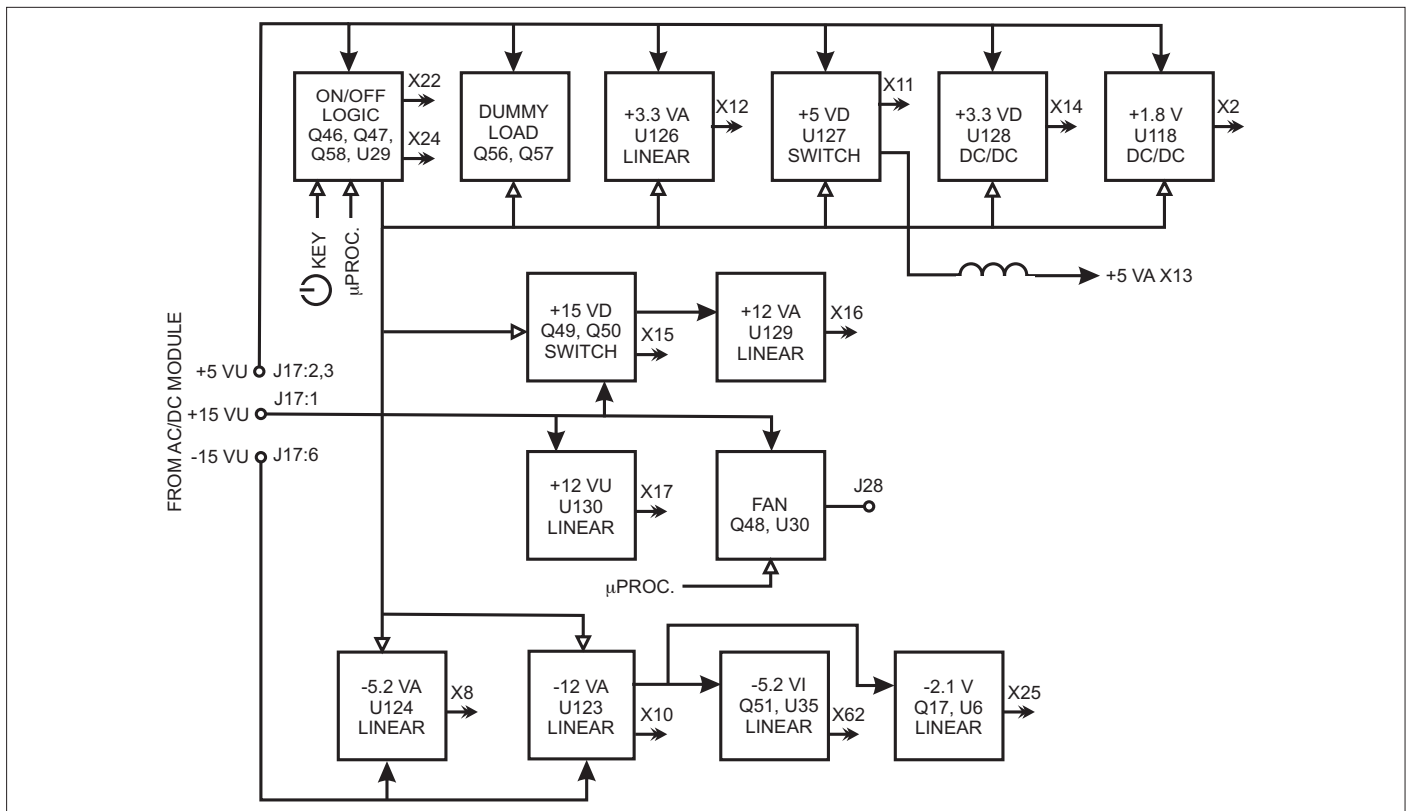 X22
ON/OFF
LOGIC
Q46, Q47,
Q58, U29
X24
DUMMY
LOAD
Q56, Q57
X12
+3.3 VA
U126
LINEAR
X11
+5 VD
U127
SWITCH
X14
+3.3 VD
U128
DC/DC
X2
+1.8 V
U118
DC/DC
KEY
μPROC.
+5 VA X13
+15 VD
Q49, Q50
SWITCH
X15
+12 VA
U129
LINEAR
X16
FROM AC/DC MODULE
+5 VU J17:2,3
+15 VU J17:1
-15 VU J17:6
+12 VU
U130
LINEAR
X17
FAN
Q48, U30
J28
μPROC.
-5.2 VA
U124
LINEAR
X8
-12 VA
U123
LINEAR
X10
-5.2 VI
Q51, U35
LINEAR
X62
-2.1 V
Q17, U6
LINEAR
X25